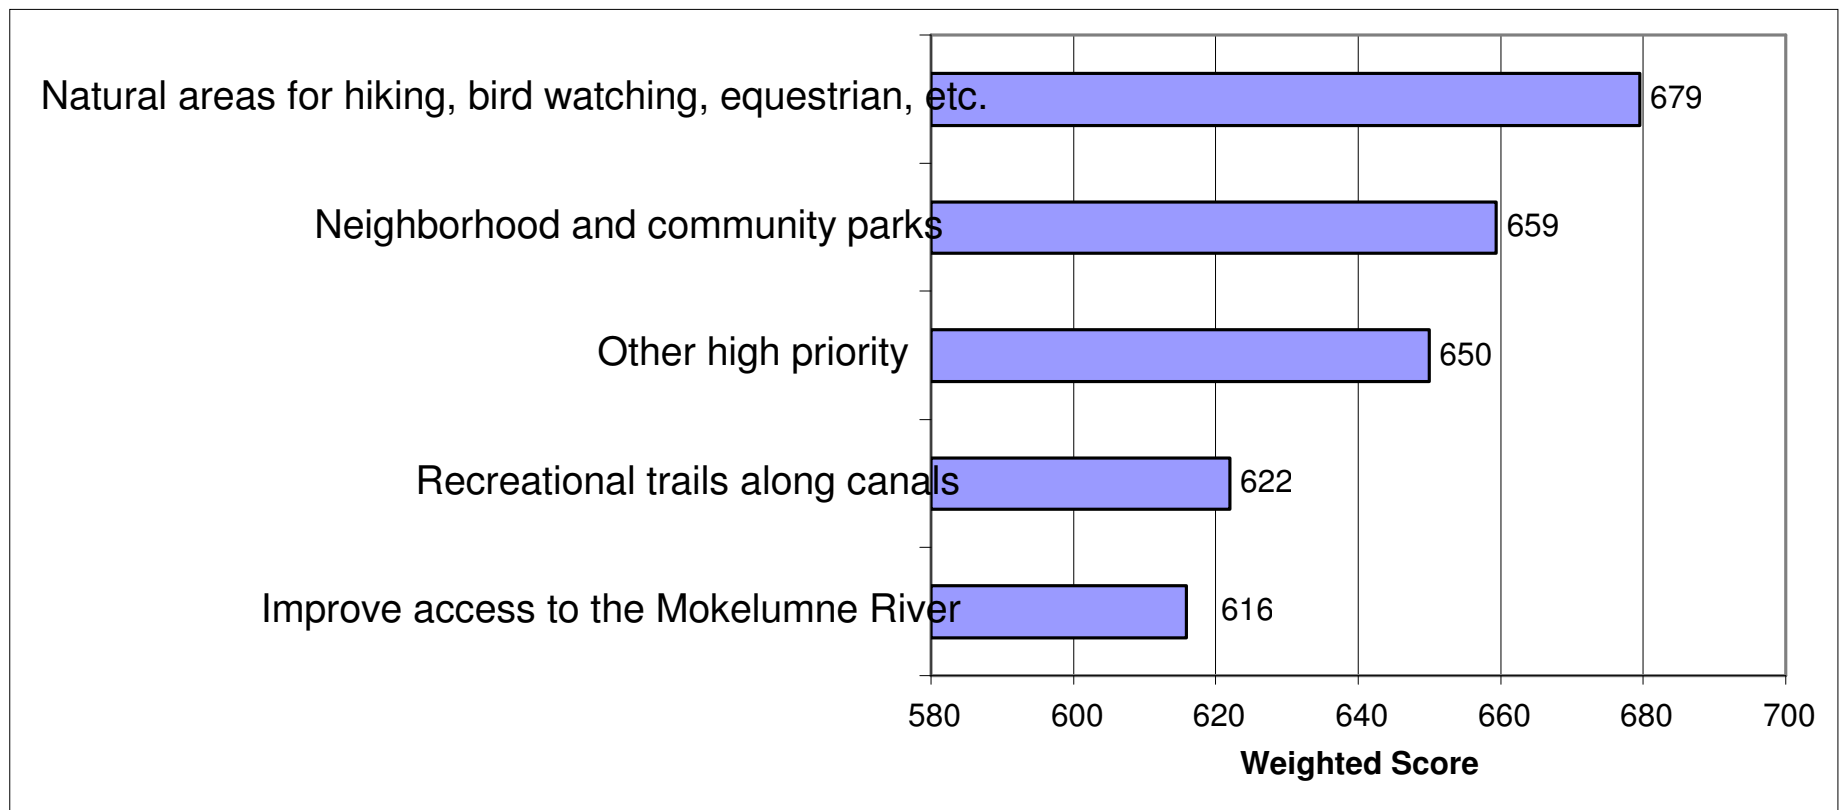 Natural areas for hiking, bird watching, equestrian, etc. 679
Neighborhood and community parks 659
Other high priority 650
Recreational trails along canals 622
Improve access to the Mokelumne River 616
580 600 620 640 660 680 700
Weighted Score